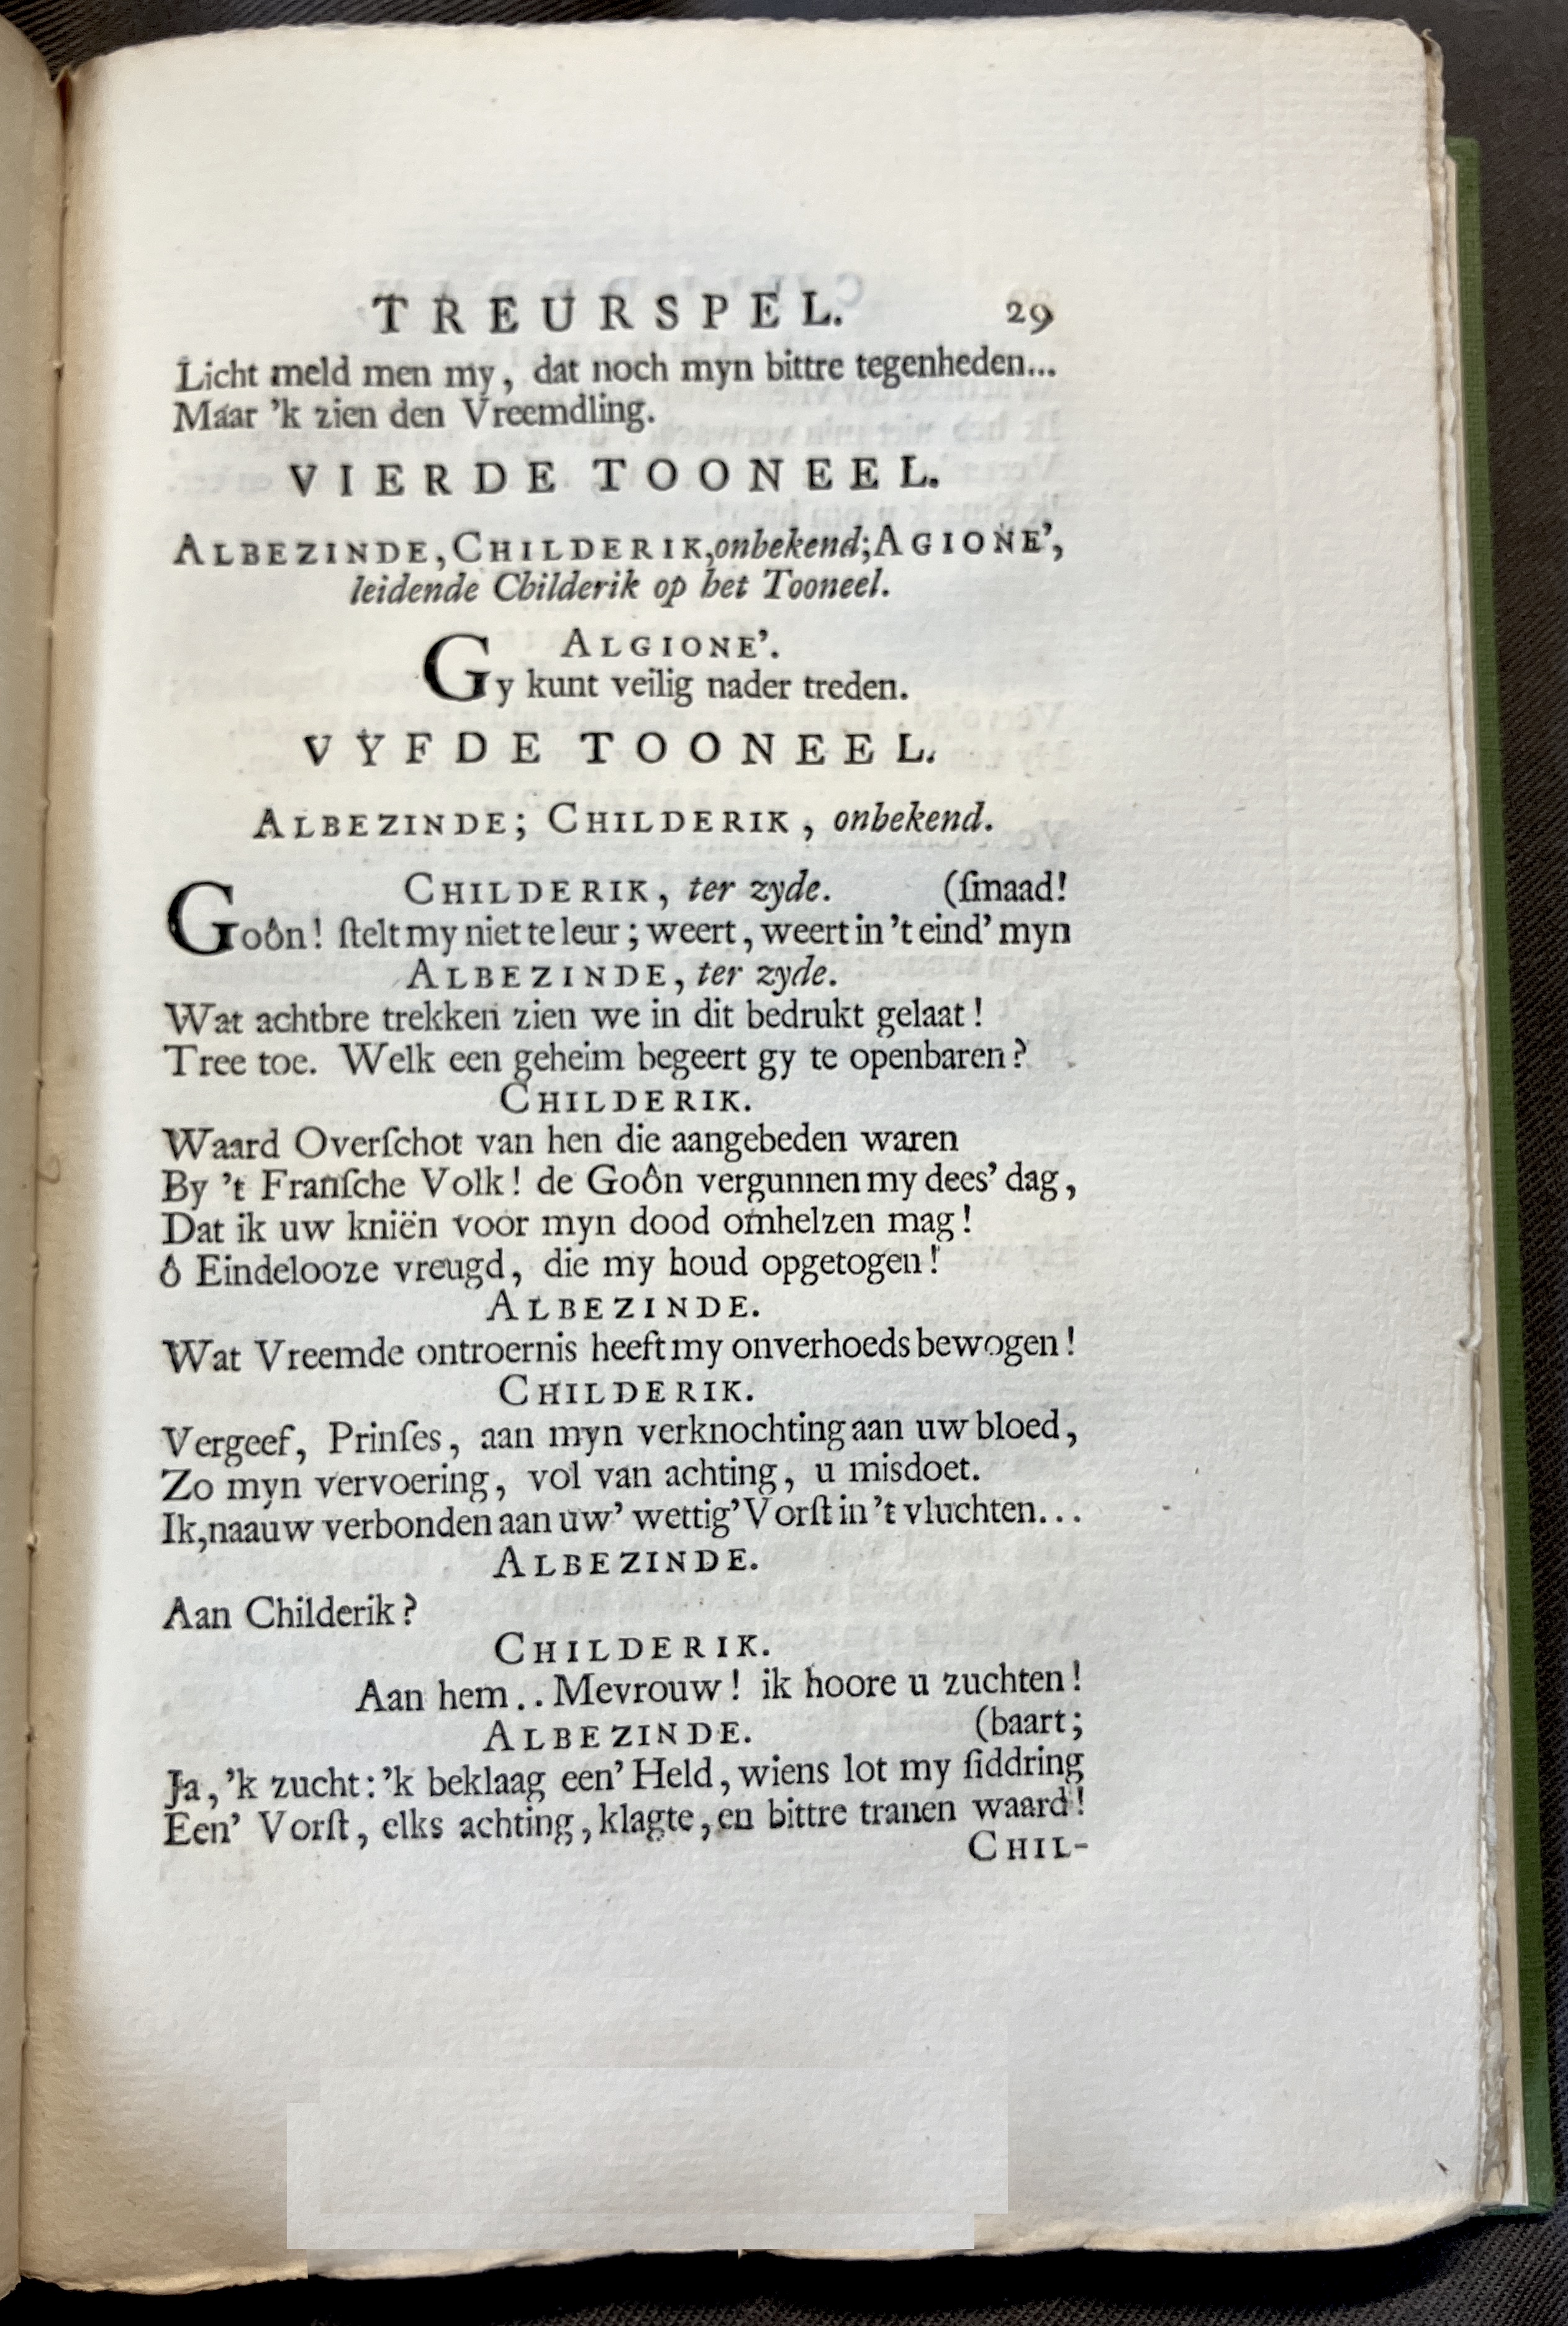 TREURSPEL. 29
Licht meld men my, dat noch myn bittre tegenheden...
Maar 'k zien den Vreemdling.
VIERDE TOONEEL.
ALBEZINDE, CHILDERIK, onbekend; AGIONE',
leidende Childerik op het Tooneel.
ALGIONE'.
Gy kunt veilig nader treden.
VYFDE TOONEEL.
ALBEZINDE; CHILDERIK, onbekend.
CHILDERIK, ter zyde. (ſmaad!
Goôn! ſtelt my niet te leur; weert, weert in 't eind' myn
ALBEZINDE, ter zyde.
Wat achtbre trekken zien we in dit bedrukt gelaat!
Tree toe. Welk een geheim begeert gy te openbaren?
CHILDERIK.
Waard Overſchot van hen die aangebeden waren
By 't Franſche Volk! de Goôn vergunnen my dees' dag,
Dat ik uw kniën voor myn dood omhelzen mag!
ô Eindelooze vreugd, die my houd opgetogen!
ALBEZINDE.
Wat Vreemde ontroernis heeft my onverhoeds bewogen!
CHILDERIK.
Vergeef, Prinſes, aan myn verknochting aan uw bloed,
Zo myn vervoering, vol van achting, u misdoet.
Ik, naauw verbonden aan uw' wettig' Vorſt in 't vluchten...
ALBEZINDE.
Aan Childerik?
CHILDERIK.
Aan hem.. Mevrouw! ik hoore u zuchten!
ALBEZINDE. (baart;
Ja, 'k zucht: 'k beklaag een' Held, wiens lot my ſiddring
Een' Vorſt, elks achting, klagte, en bittre tranen waard!
CHIL-